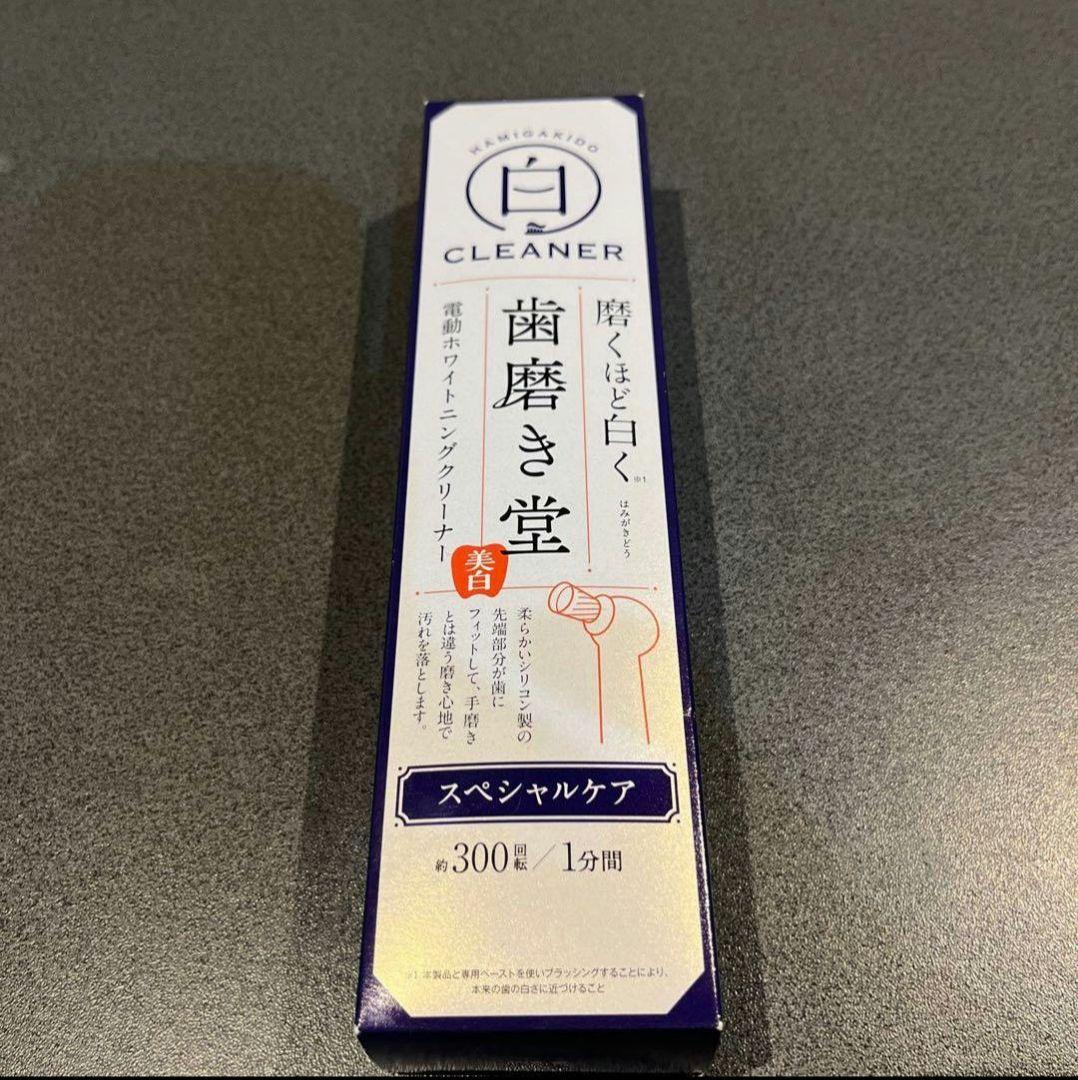 HAMIGAKIDO
白
CLEANER
磨くほど白く※1
歯磨き堂
はみがきどう
電動ホワイトニングクリーナー
美白
柔らかいシリコン製の
先端部分が歯に
フィットして、手磨き
とは違う磨き心地で
汚れを落とします。
スペシャルケア
約300回転/1分間
※1 本製品と専用ペーストを使いブラッシングすることにより、
本来の歯の白さに近づけること